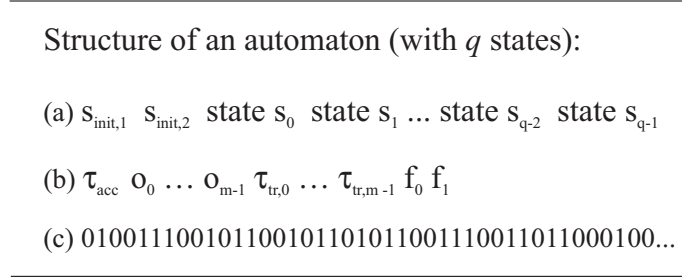 Structure of an automaton (with q states):
(a) s_init,1 s_init,2 state s_0 state s_1 ... state s_q-2 state s_q-1
(b) τ_acc o_0 … o_m-1 τ_tr,0 … τ_tr,m-1 f_0 f_1
(c) 010011100101100101101011001110011011000100...